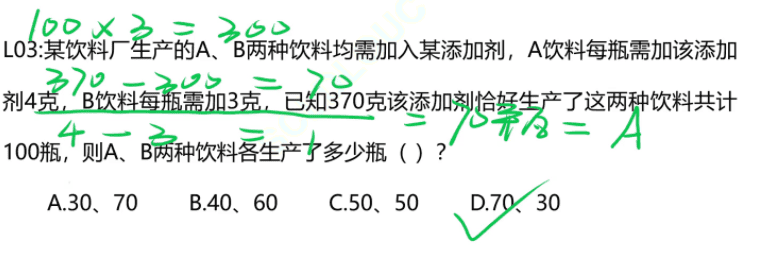 100×3=300
L03:某饮料厂生产的A、B两种饮料均需加入某添加剂，A饮料每瓶需加该添加
370-300=70
剂4克，B饮料每瓶需加3克，已知370克该添加剂恰好生产了这两种饮料共计
4-3=1
=70 =A
100瓶，则A、B两种饮料各生产了多少瓶（ ）?
A.30、70 B.40、60 C.50、50 D.70、30